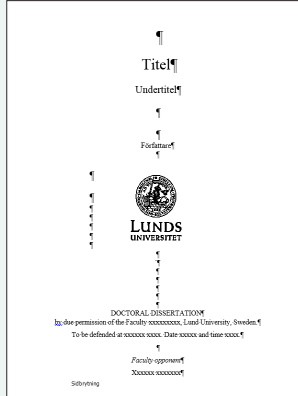 ¶
Titel¶
Undertitel¶
¶
¶
Författare¶
¶
¶
¶
¶
¶
¶
¶
LUNDS
UNIVERSITET
¶
¶
¶
¶
¶
¶
¶
DOCTORAL·DISSERTATION¶
by·due·permission·of·the·Faculty·xxxxxxxxx,·Lund·University,·Sweden.¶
To·be·defended·at·xxxxxx·xxxx.·Date·xxxxx·and·time·xxxx.¶
¶
Faculty·opponent¶
Xxxxxx·xxxxxxx¶
Sidbrytning